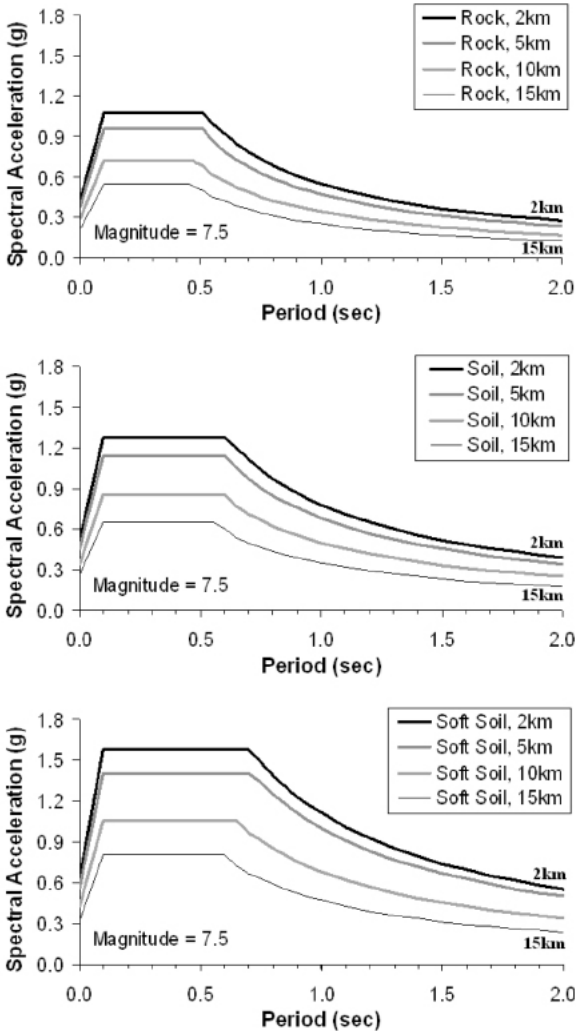 Spectral Acceleration (g)
1.8
1.5
1.2
0.9
0.6
0.3
0.0
Rock, 2km
Rock, 5km
Rock, 10km
Rock, 15km
2km
15km
Magnitude = 7.5
0.0 0.5 1.0 1.5 2.0
Period (sec)
Spectral Acceleration (g)
1.8
1.5
1.2
0.9
0.6
0.3
0.0
Soil, 2km
Soil, 5km
Soil, 10km
Soil, 15km
2km
15km
Magnitude = 7.5
0.0 0.5 1.0 1.5 2.0
Period (sec)
Spectral Acceleration (g)
1.8
1.5
1.2
0.9
0.6
0.3
0.0
Soft Soil, 2km
Soft Soil, 5km
Soft Soil, 10km
Soft Soil, 15km
2km
15km
Magnitude = 7.5
0.0 0.5 1.0 1.5 2.0
Period (sec)